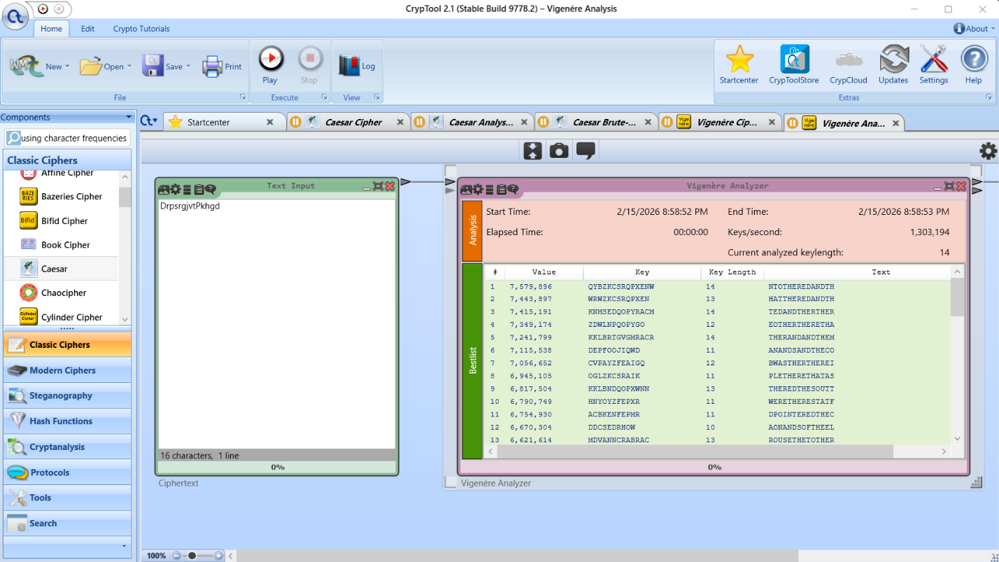 CrypTool 2.1 (Stable Build 9778.2) – Vigenère Analysis
Home Edit Crypto Tutorials About
New Open Save Print Play Stop Log Startcenter CrypToolStore CrypCloud Updates Settings Help
File Execute View Extras
Components
using character frequencies
Classic Ciphers
Affine Cipher
BAZE RIES Bazeries Cipher
Bifid Bifid Cipher
Book Cipher
Caesar
Chaocipher
Cylinder Cipher Cylinder Cipher
Classic Ciphers
Modern Ciphers
Steganography
Hash Functions
Cryptanalysis
Protocols
Tools
Search
Startcenter Caesar Cipher Caesar Analys... Caesar Brute-... Vigenère Cip... Vigenère Ana...
Text Input
DrpsrgjvtPkhgd
16 characters, 1 line
0%
Ciphertext
Vigenère Analyzer
Analysis
Start Time: 2/15/2026 8:58:52 PM End Time: 2/15/2026 8:58:53 PM
Elapsed Time: 00:00:00 Keys/second: 1,303,194
Current analyzed keylength: 14
Bestlist
# Value Key Key Length Text
1 7,579,896 QYBZKCSRQPXENW 14 NTOTHEREDANDTH
2 7,443,897 WRWZKCSRQPXEN 13 HATTHEREDANDTH
3 7,415,191 KNMSEDQOPYRACM 14 TEDANDTHERTHER
4 7,349,174 ZDWLNPQOPYGO 12 EOTHERTHERETHA
5 7,241,799 KKLBRTGVGMRACR 14 THERANDANDTHEM
6 7,115,538 DEPFOOJIQWD 11 ANANDSANDTHECO
7 7,056,652 CVPAYZFEAIGQ 12 BWASTHERTHEREI
8 6,945,105 OGLZKCSRAIK 11 PLETHERETHATAS
9 6,817,504 KKLBNDQOPXWNN 13 THEREDTHESOUTT
10 6,790,749 HNYOYZFEPXR 11 WERETHERESTATF
11 6,754,930 ACBKENFEPMR 11 DPOINTEREDTHEC
12 6,670,304 DDCSEDRHOW 10 AONANDSOFTHEEL
13 6,621,614 MDVANNCRABRAC 13 ROUSETHETOTHER
0%
Vigenère Analyzer
100%